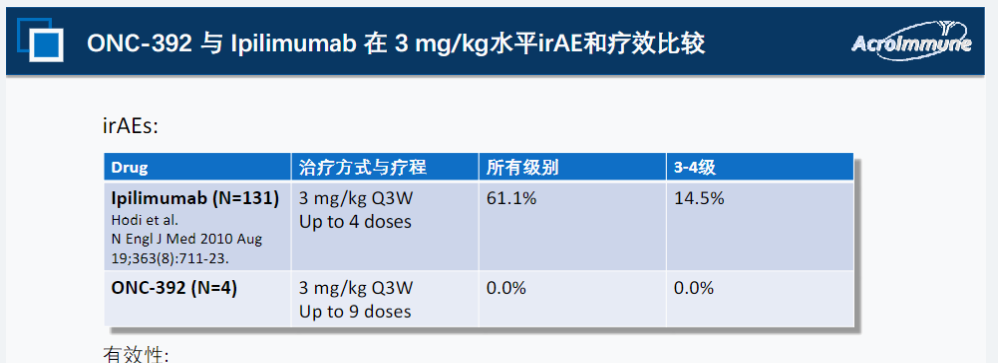 ONC-392 与 Ipilimumab 在 3 mg/kg水平irAE和疗效比较
AcroImmune
irAEs:
Drug 治疗方式与疗程 所有级别 3-4级
Ipilimumab (N=131) 3 mg/kg Q3W 61.1% 14.5%
Hodi et al. Up to 4 doses
N Engl J Med 2010 Aug
19;363(8):711-23.
ONC-392 (N=4) 3 mg/kg Q3W 0.0% 0.0%
Up to 9 doses
有效性: